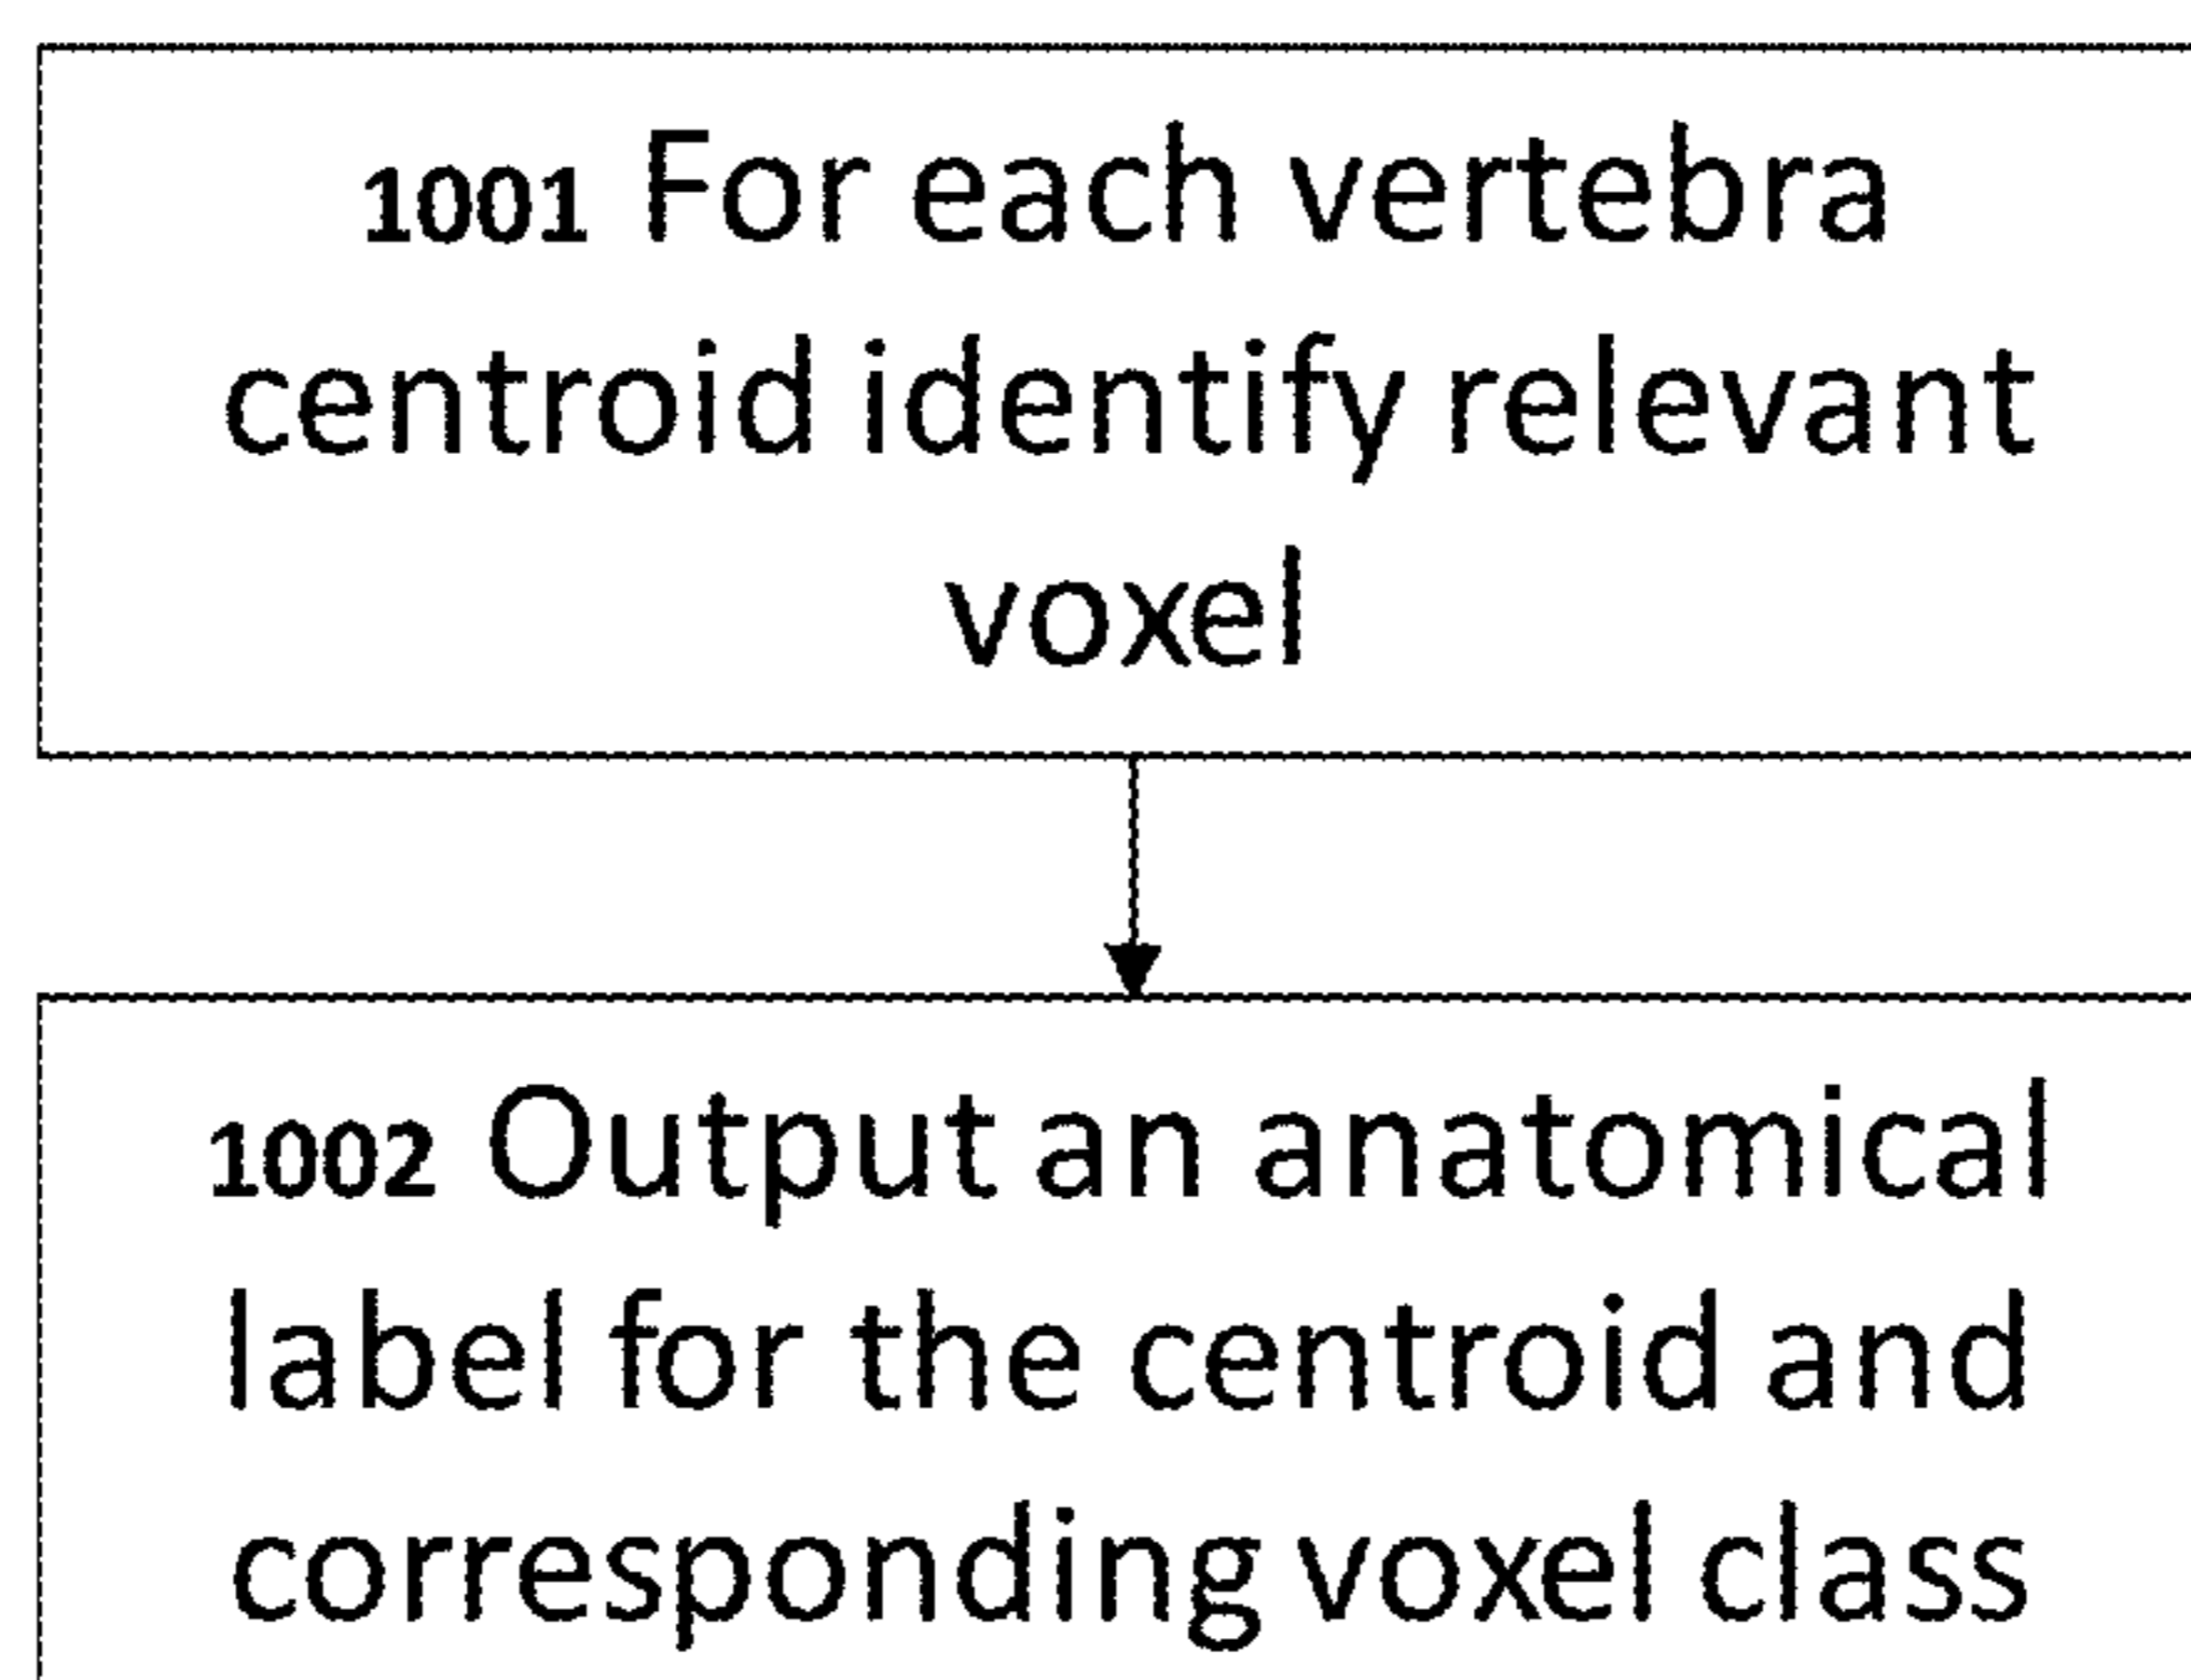 1001 For each vertebra
centroid identify relevant
voxel
1002 Output an anatomical
label for the centroid and
corresponding voxel class